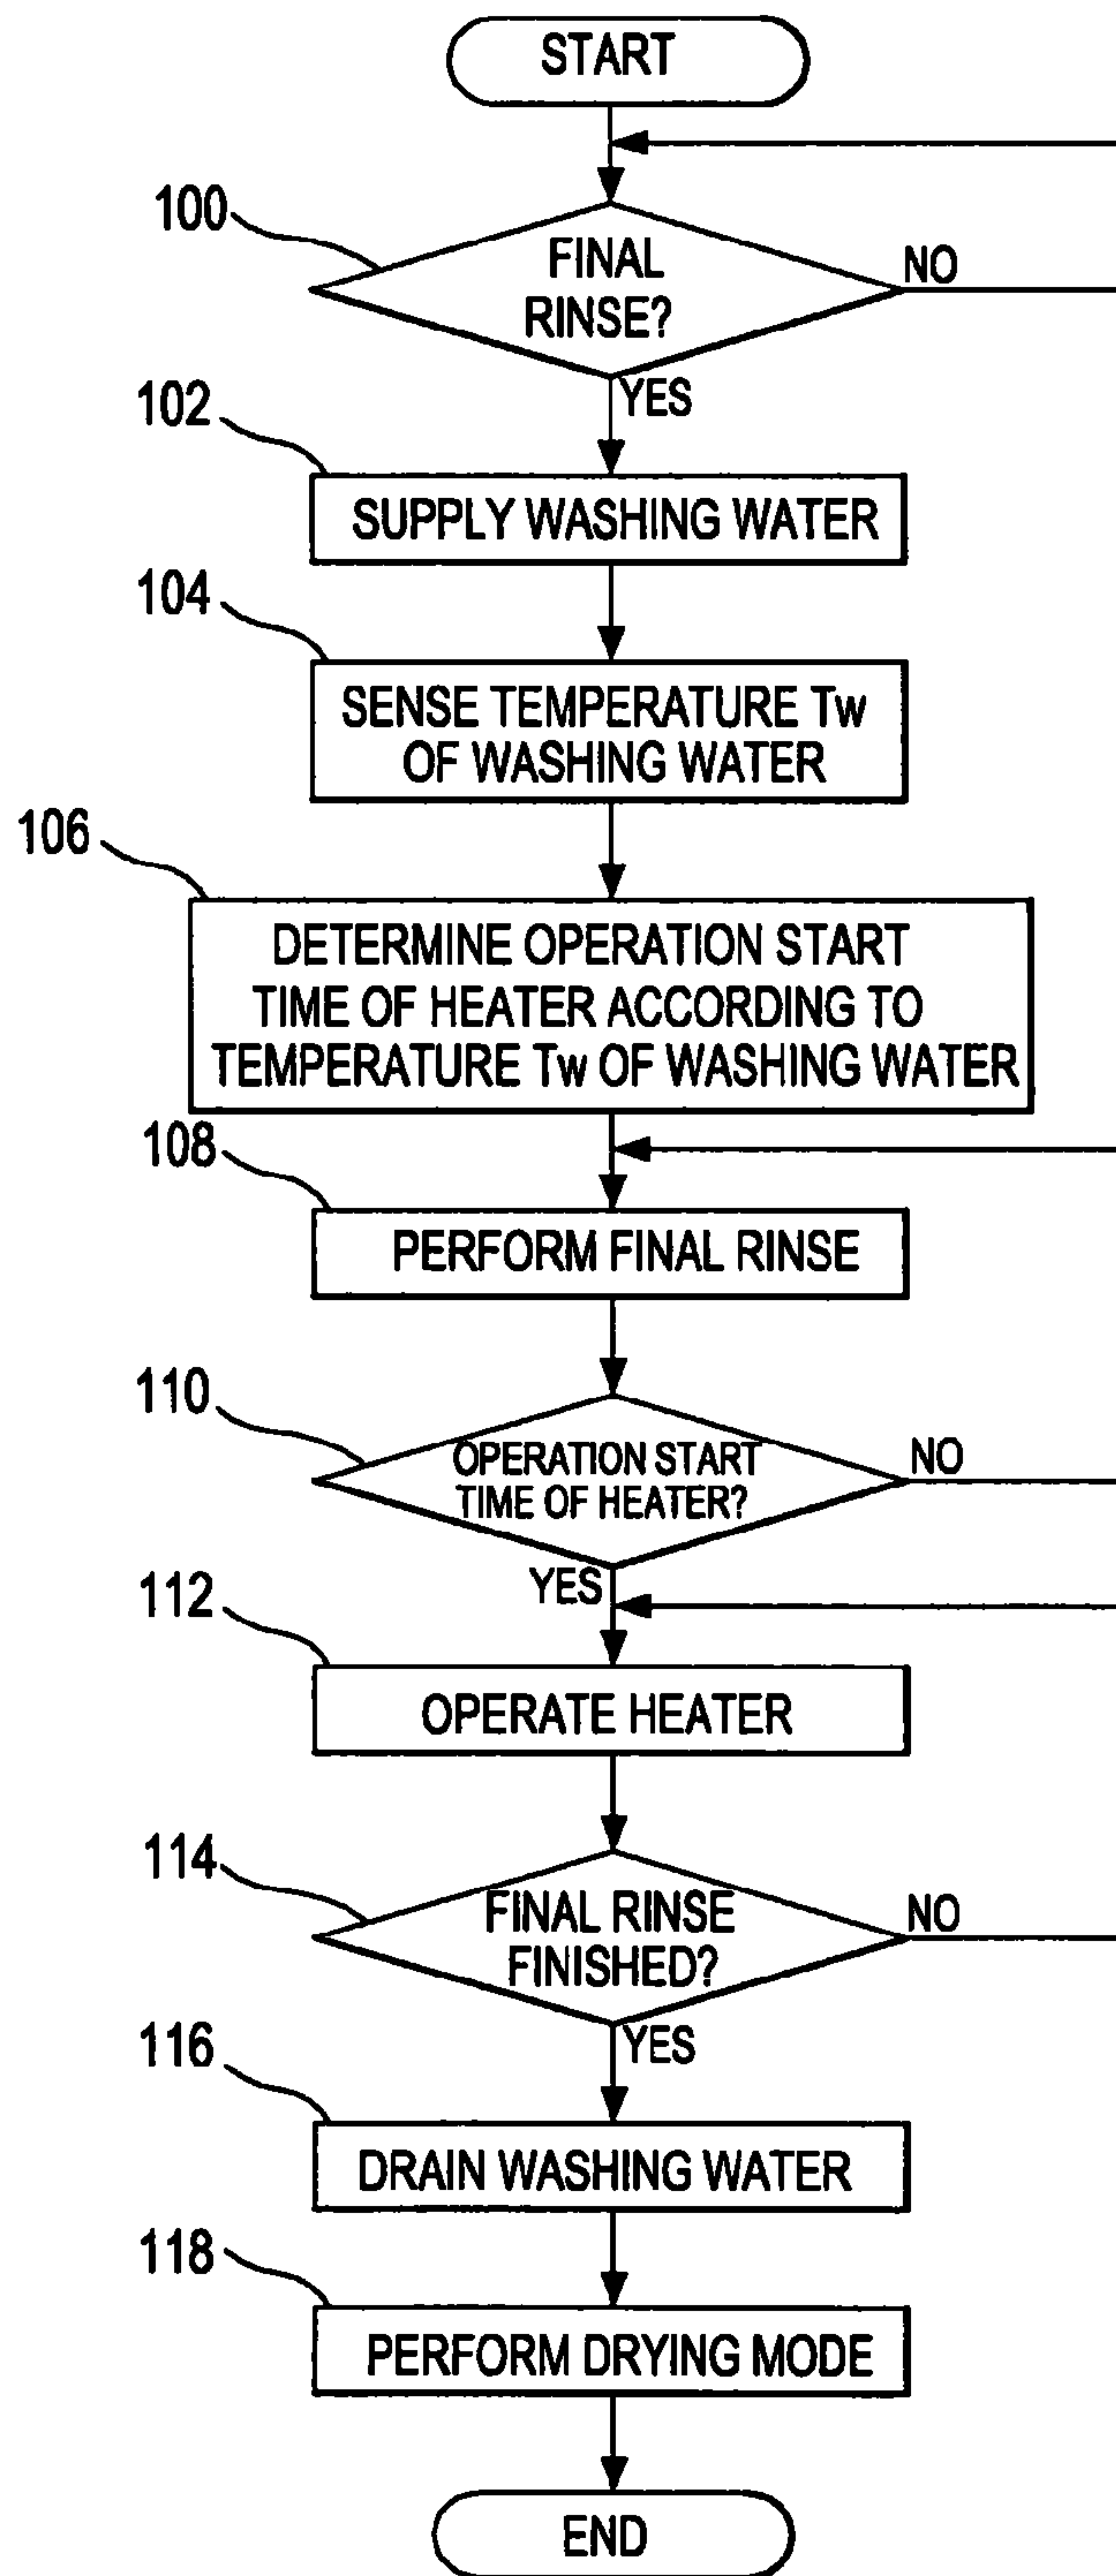 START
100
FINAL
RINSE?
NO
YES
102
SUPPLY WASHING WATER
104
SENSE TEMPERATURE Tw
OF WASHING WATER
106
DETERMINE OPERATION START
TIME OF HEATER ACCORDING TO
TEMPERATURE Tw OF WASHING WATER
108
PERFORM FINAL RINSE
110
OPERATION START
TIME OF HEATER?
NO
YES
112
OPERATE HEATER
114
FINAL RINSE
FINISHED?
NO
YES
116
DRAIN WASHING WATER
118
PERFORM DRYING MODE
END